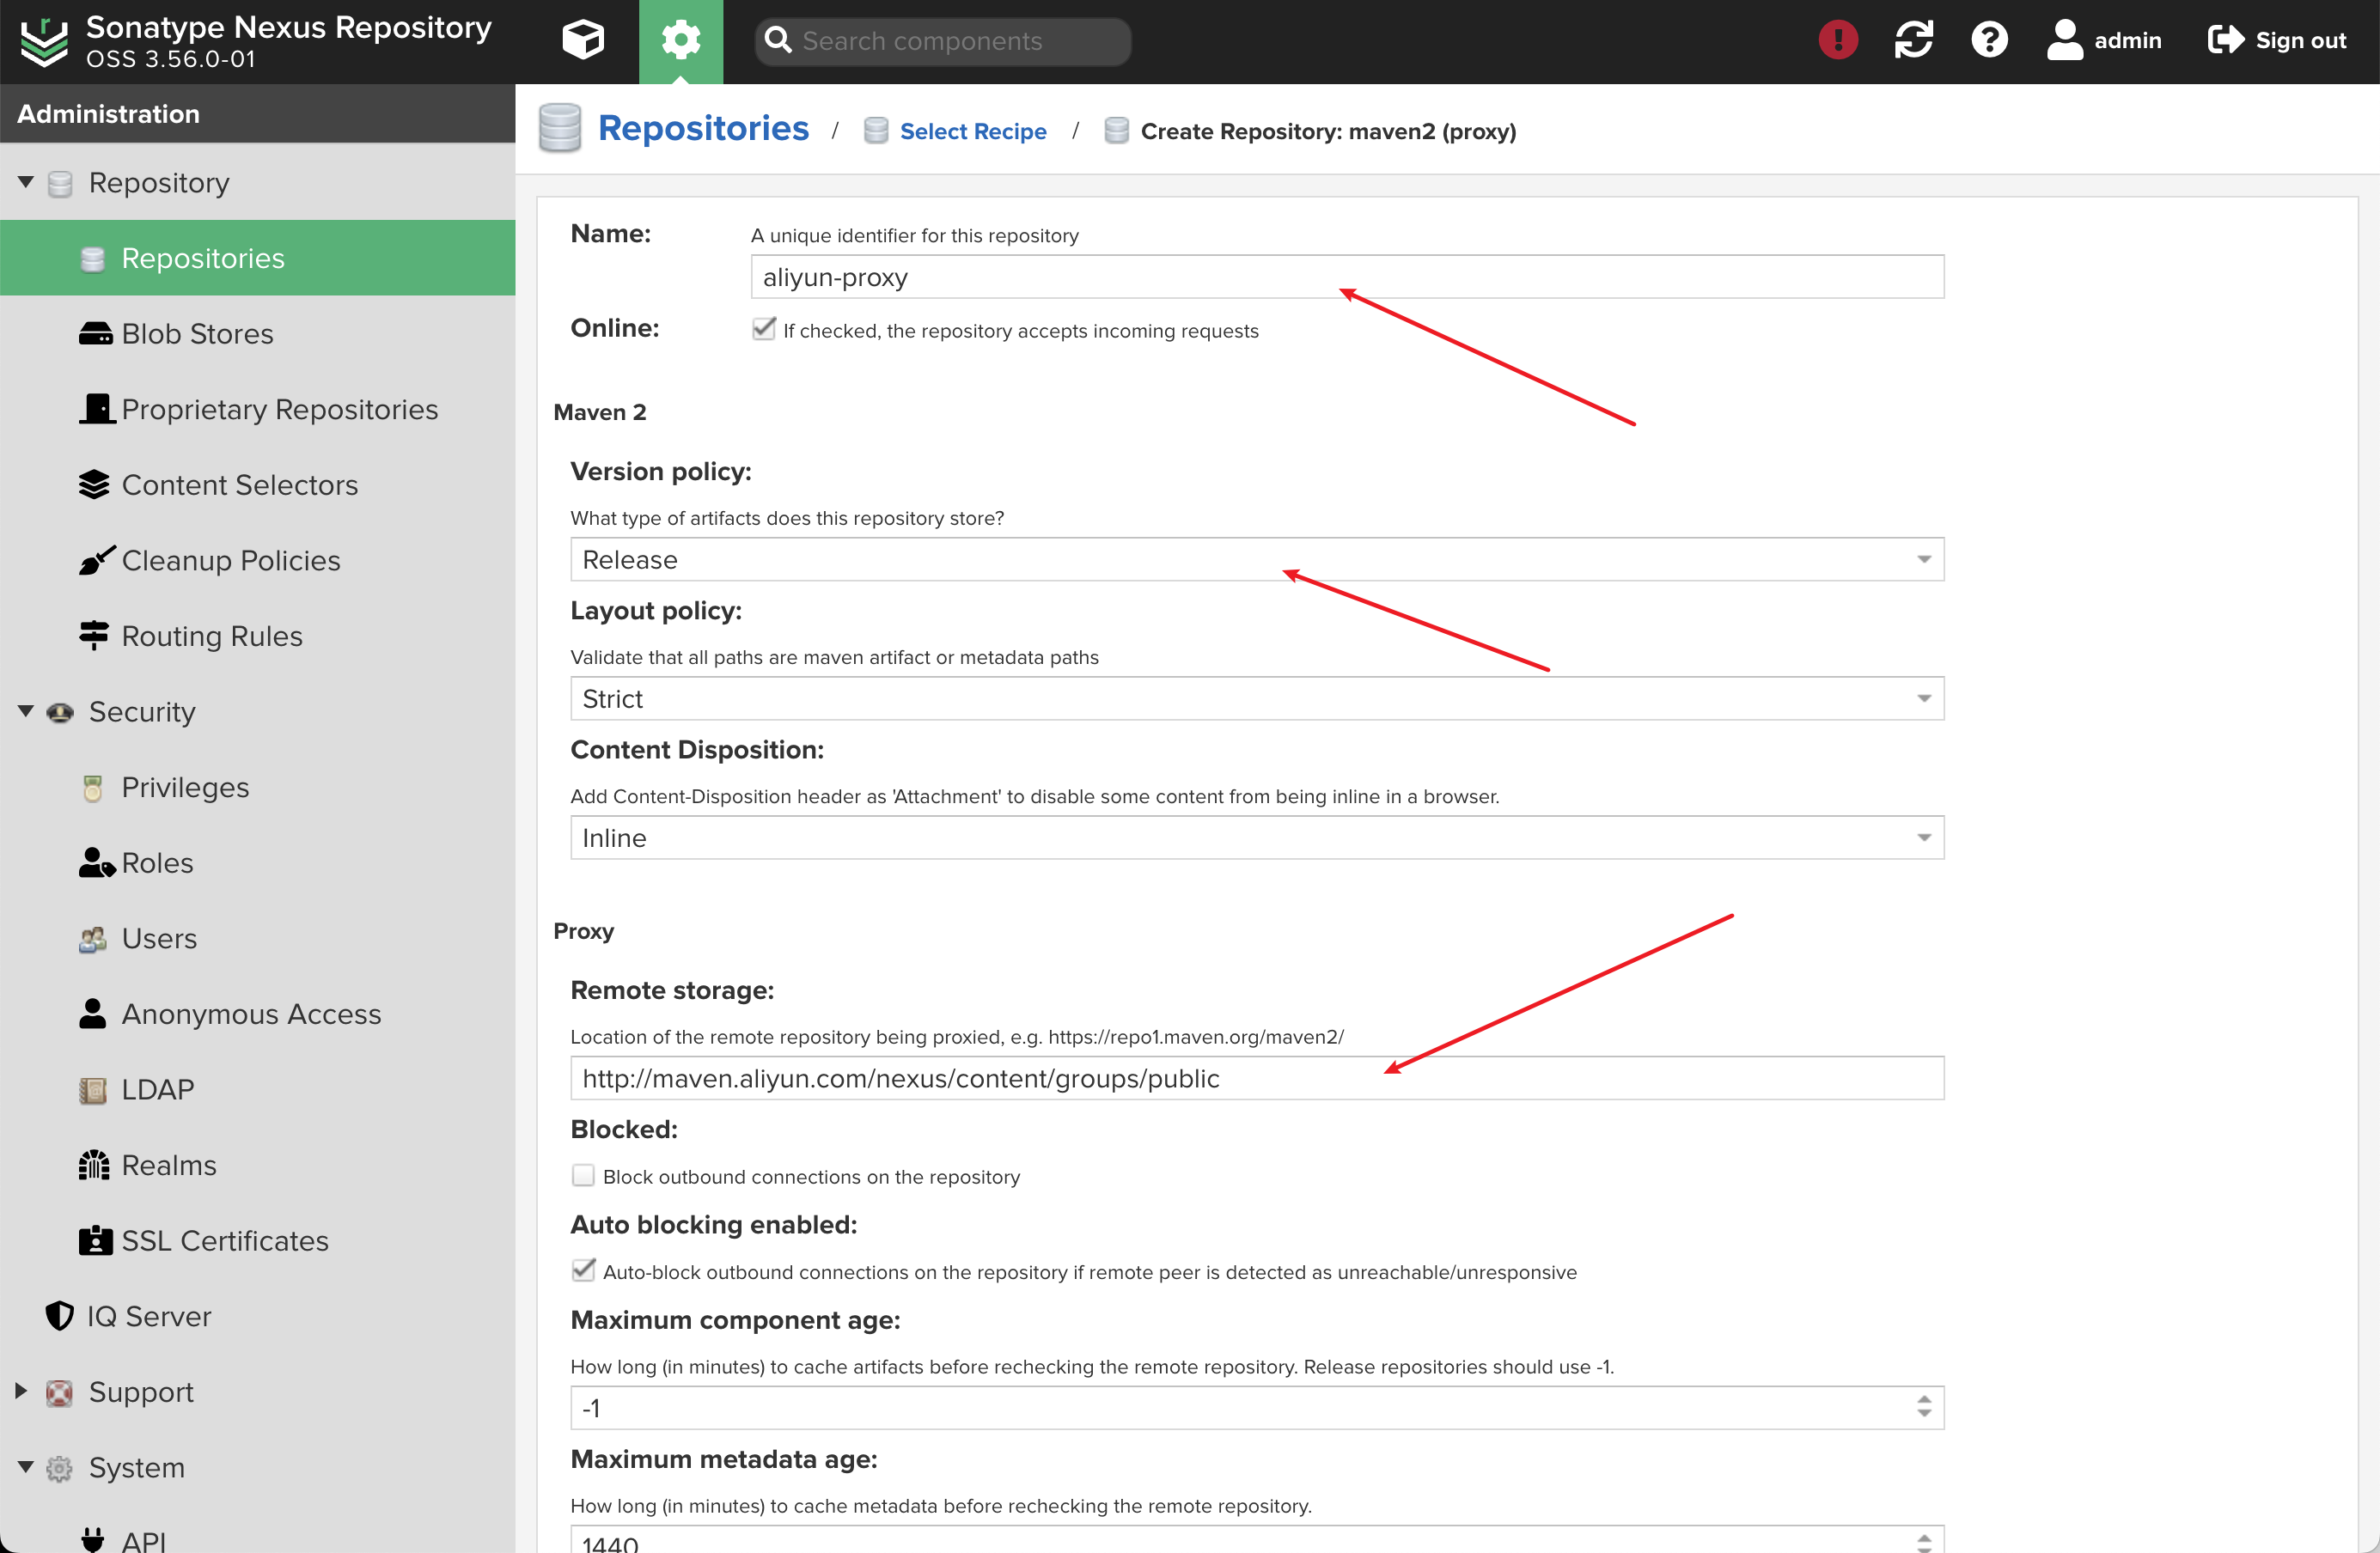 Sonatype Nexus Repository
OSS 3.56.0-01
Search components
admin
Sign out
Administration
Repository
Repositories
Blob Stores
Proprietary Repositories
Content Selectors
Cleanup Policies
Routing Rules
Security
Privileges
Roles
Users
Anonymous Access
LDAP
Realms
SSL Certificates
IQ Server
Support
System
API
Repositories / Select Recipe / Create Repository: maven2 (proxy)
Name:
A unique identifier for this repository
aliyun-proxy
Online:
If checked, the repository accepts incoming requests
Maven 2
Version policy:
What type of artifacts does this repository store?
Release
Layout policy:
Validate that all paths are maven artifact or metadata paths
Strict
Content Disposition:
Add Content-Disposition header as 'Attachment' to disable some content from being inline in a browser.
Inline
Proxy
Remote storage:
Location of the remote repository being proxied, e.g. https://repo1.maven.org/maven2/
http://maven.aliyun.com/nexus/content/groups/public
Blocked:
Block outbound connections on the repository
Auto blocking enabled:
Auto-block outbound connections on the repository if remote peer is detected as unreachable/unresponsive
Maximum component age:
How long (in minutes) to cache artifacts before rechecking the remote repository. Release repositories should use -1.
-1
Maximum metadata age:
How long (in minutes) to cache metadata before rechecking the remote repository.
1440